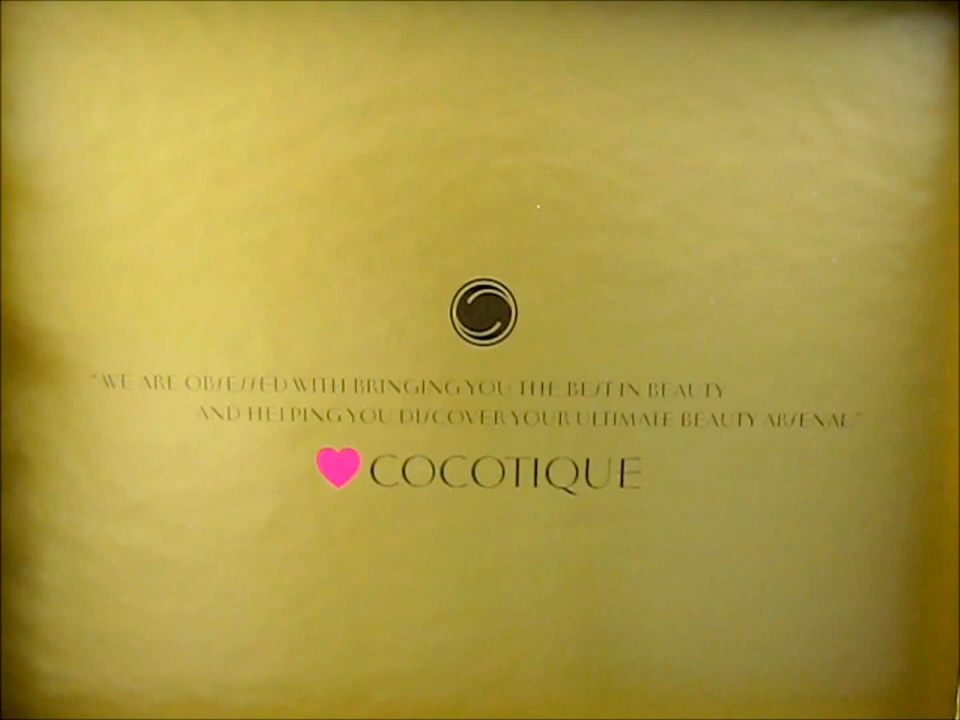 "WE ARE OBSESSED WITH BRINGING YOU THE BEST IN BEAUTY
AND HELPING YOU DISCOVER YOUR ULTIMATE BEAUTY ARSENAL"
COCOTIQUE